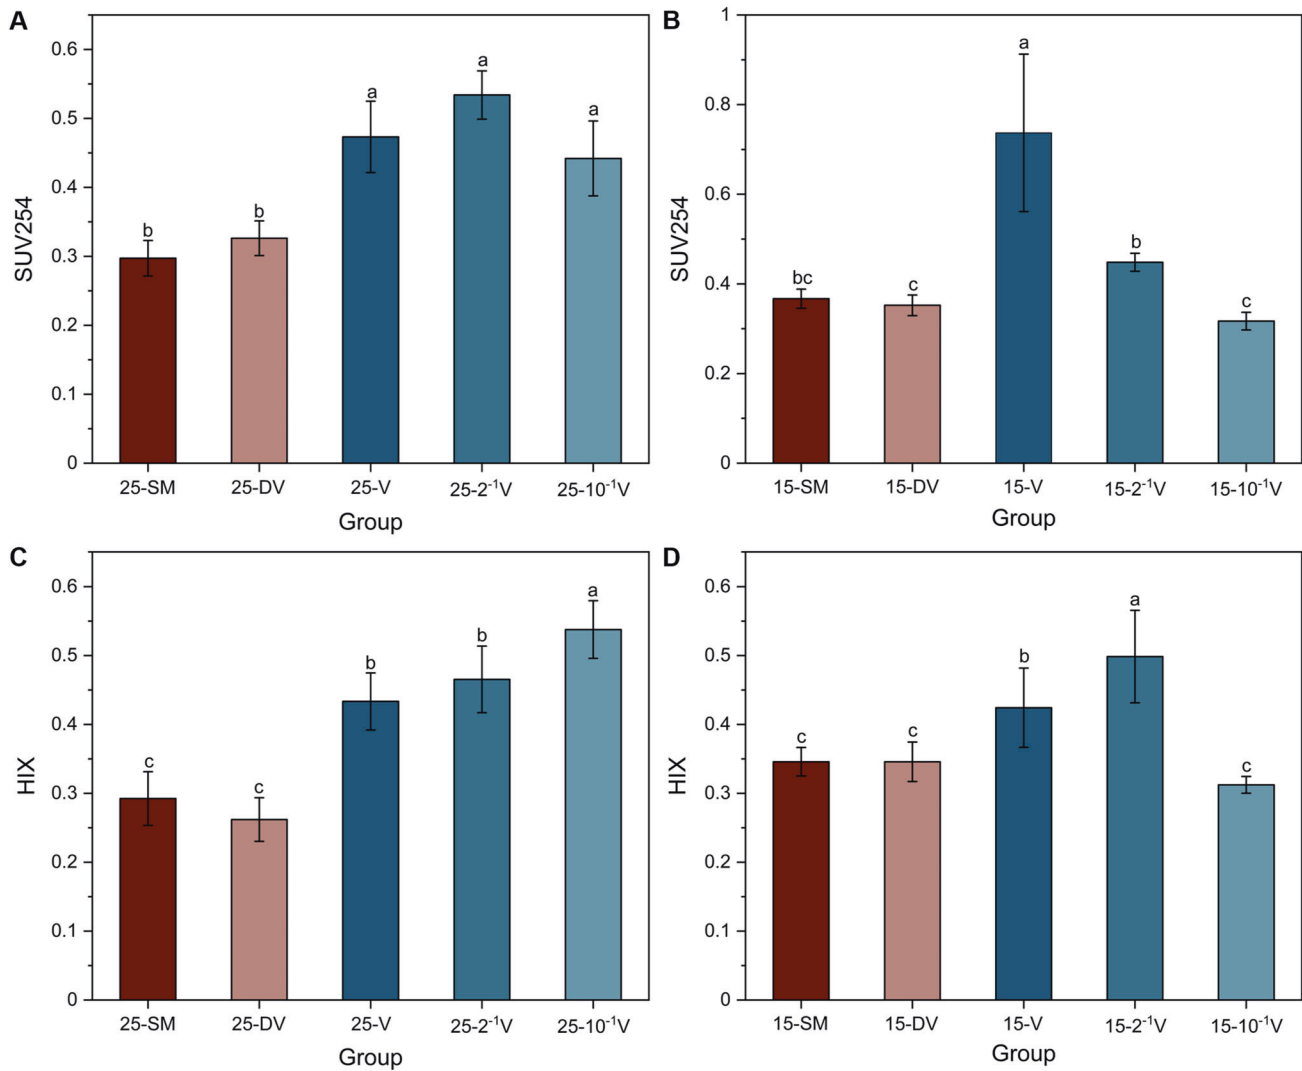 A
SUV254
0.6
0.5
0.4
0.3
0.2
0.1
0
b
b
a
a
a
25-SM
25-DV
25-V
25-2⁻¹V
25-10⁻¹V
Group
B
SUV254
1
0.8
0.6
0.4
0.2
0
bc
c
a
b
c
15-SM
15-DV
15-V
15-2⁻¹V
15-10⁻¹V
Group
C
HIX
0.6
0.5
0.4
0.3
0.2
0.1
0
c
c
b
b
a
25-SM
25-DV
25-V
25-2⁻¹V
25-10⁻¹V
Group
D
HIX
0.6
0.5
0.4
0.3
0.2
0.1
0
c
c
b
a
c
15-SM
15-DV
15-V
15-2⁻¹V
15-10⁻¹V
Group